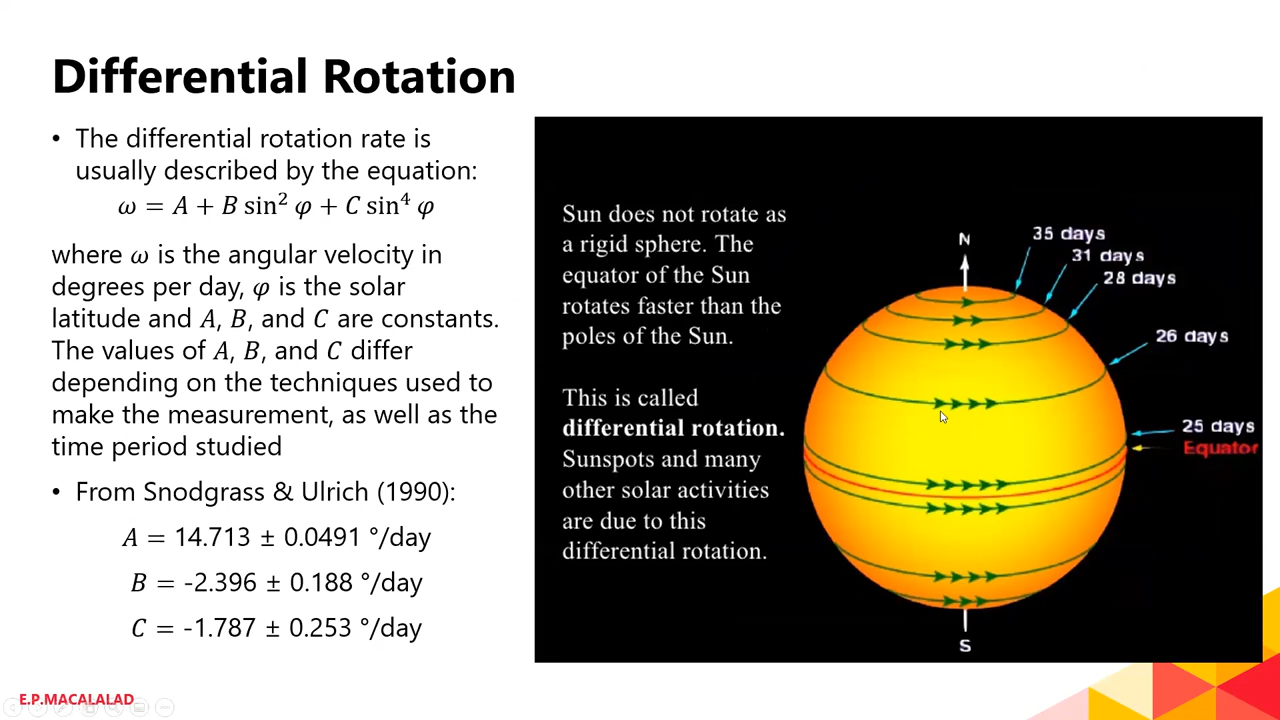 Differential Rotation
• The differential rotation rate is
usually described by the equation:
𝜔 = 𝐴 + 𝐵 sin² 𝜑 + 𝐶 sin⁴ 𝜑
where 𝜔 is the angular velocity in
degrees per day, 𝜑 is the solar
latitude and 𝐴, 𝐵, and 𝐶 are constants.
The values of 𝐴, 𝐵, and 𝐶 differ
depending on the techniques used to
make the measurement, as well as the
time period studied
• From Snodgrass & Ulrich (1990):
𝐴 = 14.713 ± 0.0491 °/day
𝐵 = -2.396 ± 0.188 °/day
𝐶 = -1.787 ± 0.253 °/day
Sun does not rotate as
a rigid sphere. The
equator of the Sun
rotates faster than the
poles of the Sun.
This is called
differential rotation.
Sunspots and many
other solar activities
are due to this
differential rotation.
N
35 days
31 days
28 days
26 days
25 days
Equator
S
E.P.MACALALAD